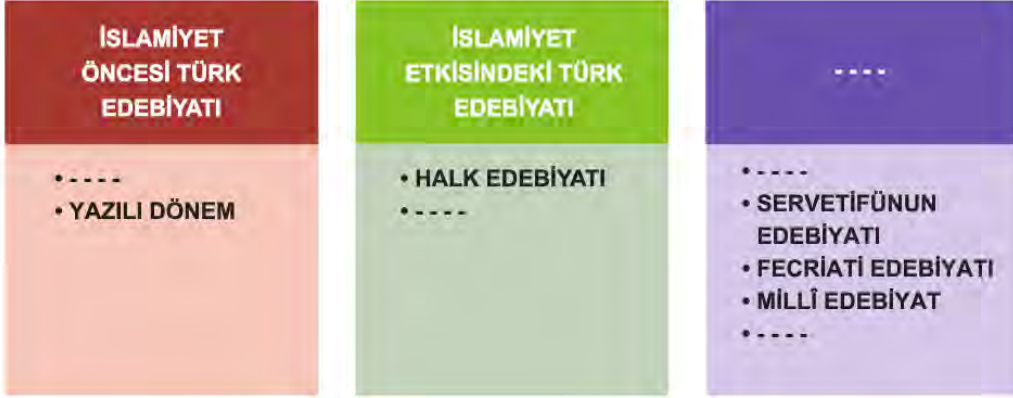 İSLAMİYET
ÖNCESİ TÜRK
EDEBİYATI
• - - - -
• YAZILI DÖNEM
İSLAMİYET
ETKİSİNDEKİ TÜRK
EDEBİYATI
• HALK EDEBİYATI
• - - - -
- - - -
• - - - -
• SERVETİFÜNUN
EDEBİYATI
• FECRİATİ EDEBİYATI
• MİLLÎ EDEBİYAT
• - - - -